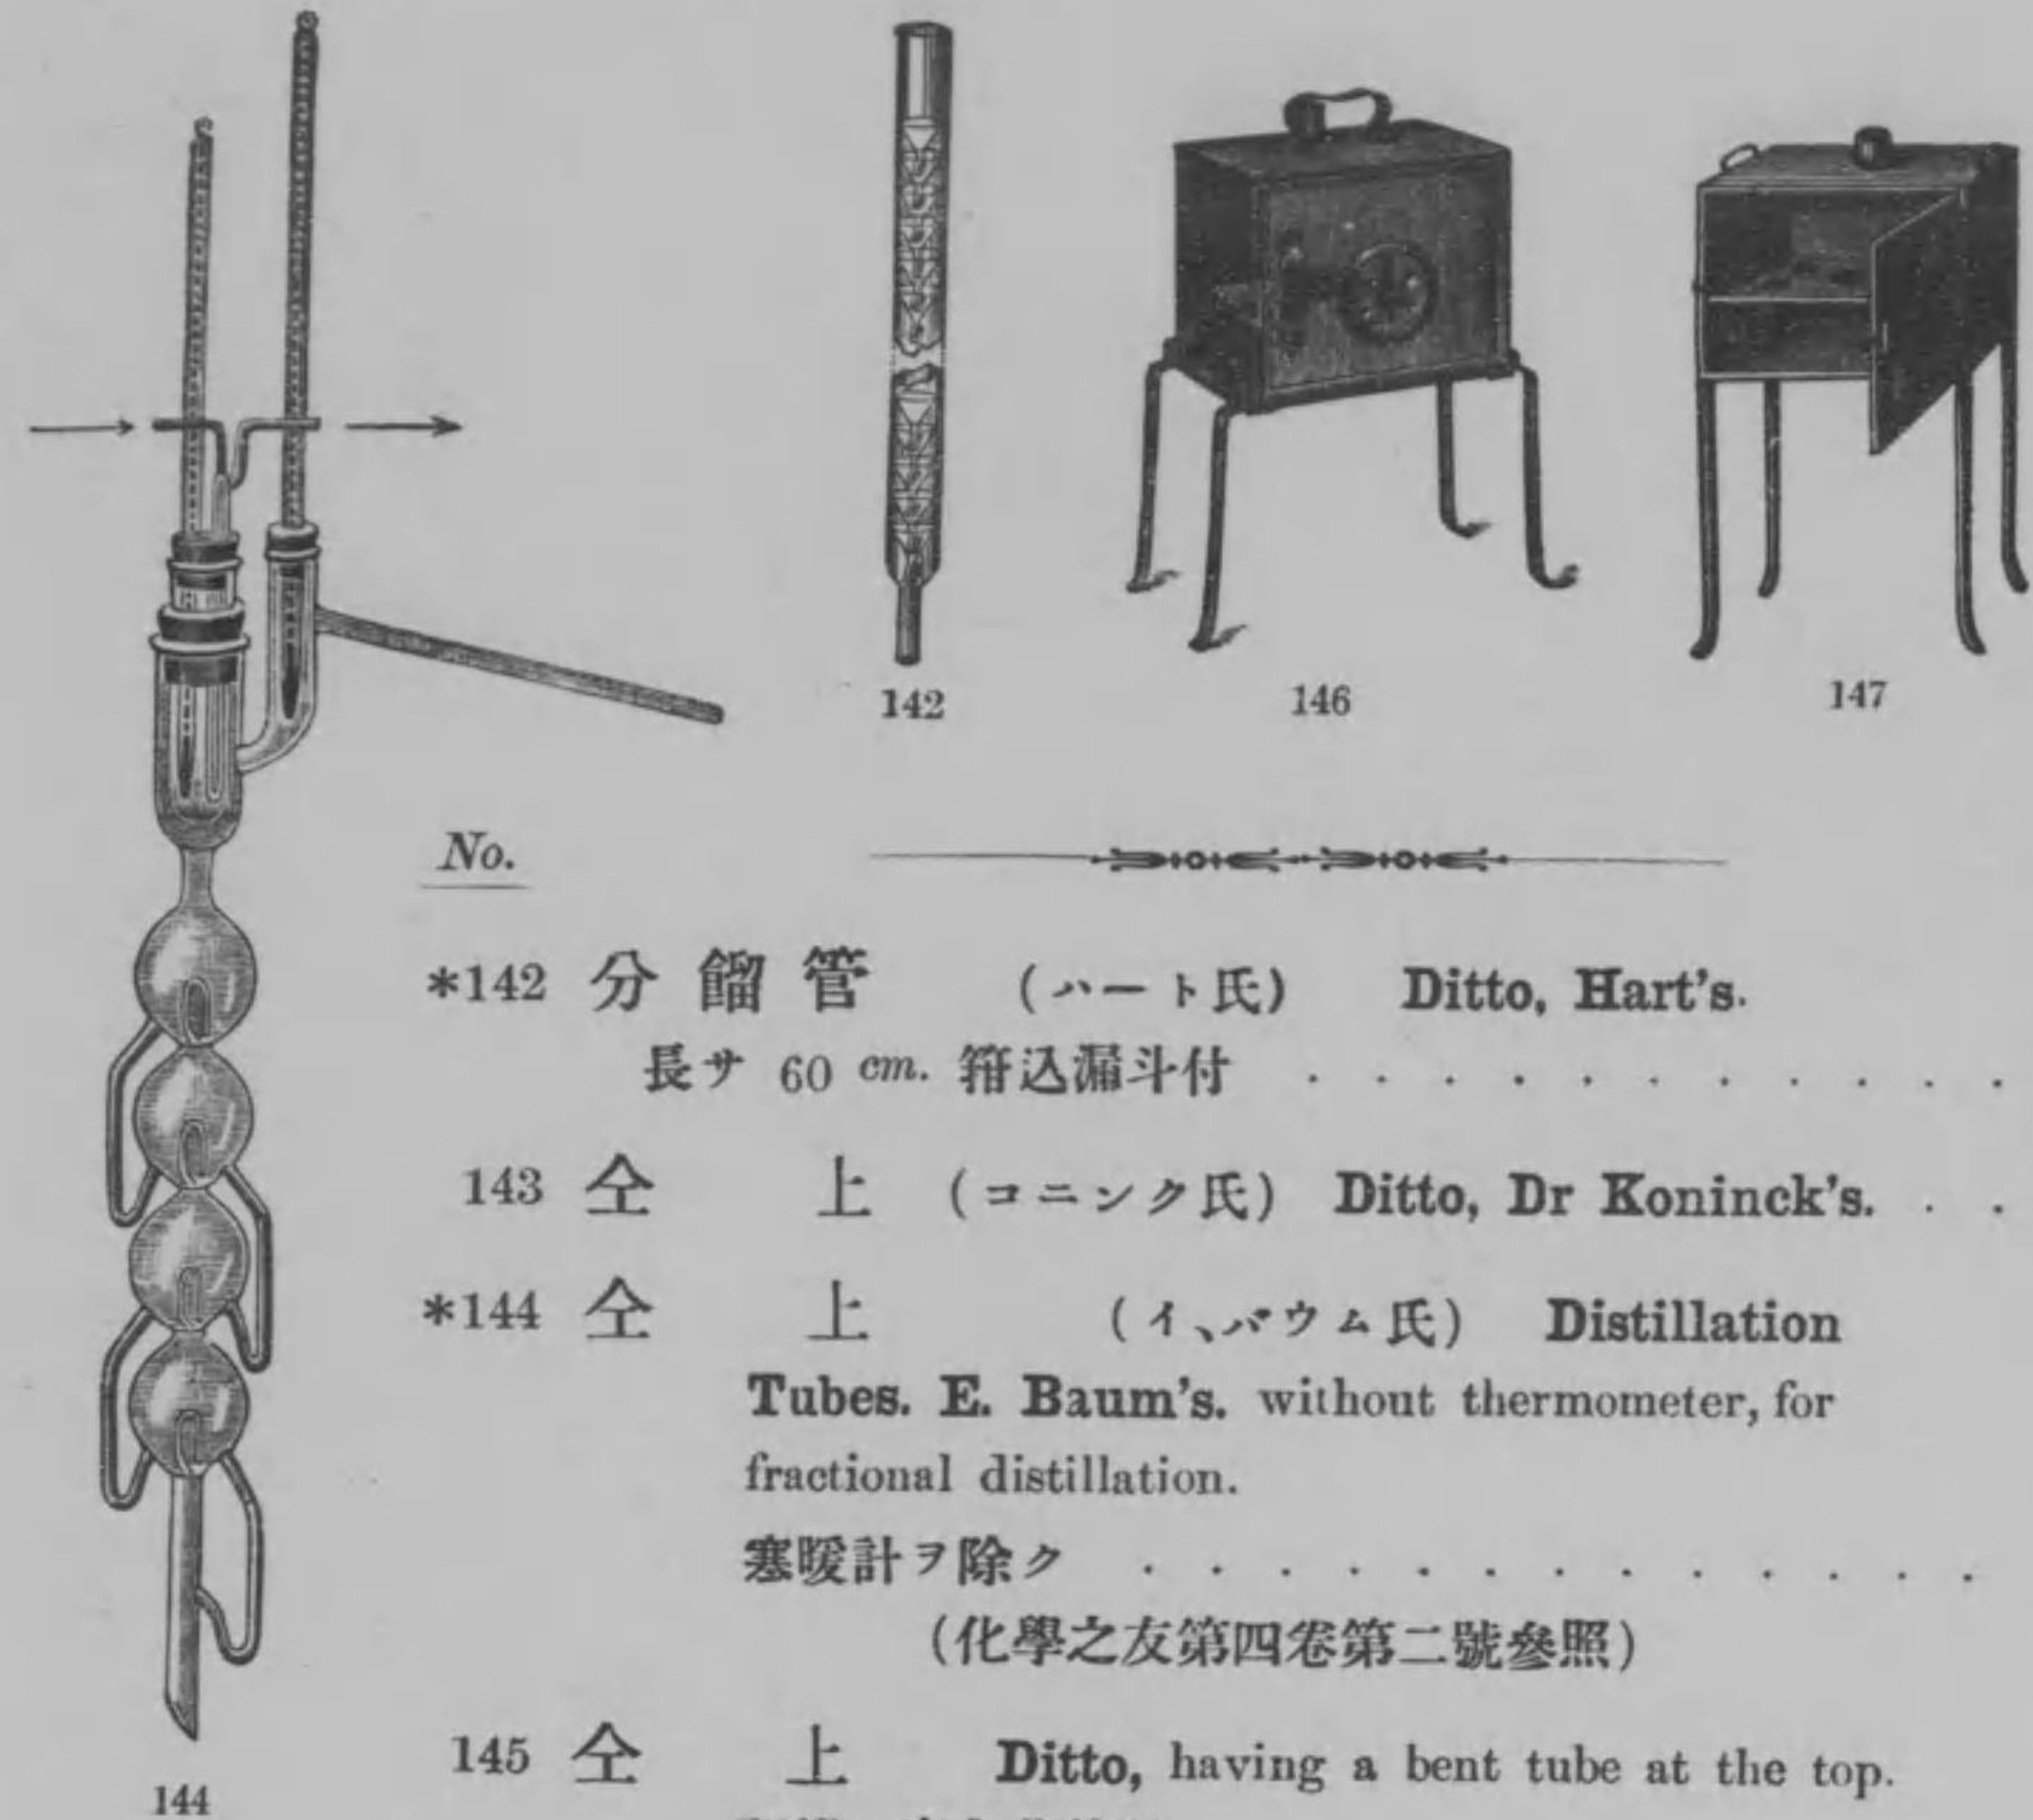 142
146
147
No.
*142 分餾管 (ハート氏) Ditto, Hart's.
長サ 60 cm. 箝込漏斗付 . . . . . . . . . . .
143 仝上 (コニンク氏) Ditto, Dr Koninck's. . .
*144 仝上 (イ、バウム氏) Distillation
Tubes. E. Baum's. without thermometer, for
fractional distillation.
寒暖計ヲ除ク . . . . . . . . . . . . .
(化學之友第四卷第二號參照)
145 仝上 Ditto, having a bent tube at the top.
144